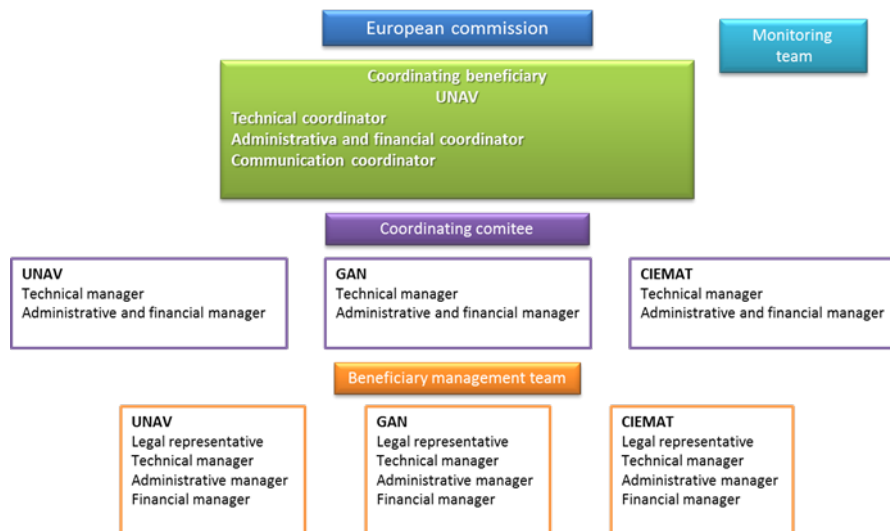 European commission
Monitoring
team
Coordinating beneficiary
UNAV
Technical coordinator
Administrativa and financial coordinator
Communication coordinator
Coordinating comitee
UNAV
Technical manager
Administrative and financial manager
GAN
Technical manager
Administrative and financial manager
CIEMAT
Technical manager
Administrative and financial manager
Beneficiary management team
UNAV
Legal representative
Technical manager
Administrative manager
Financial manager
GAN
Legal representative
Technical manager
Administrative manager
Financial manager
CIEMAT
Legal representative
Technical manager
Administrative manager
Financial manager